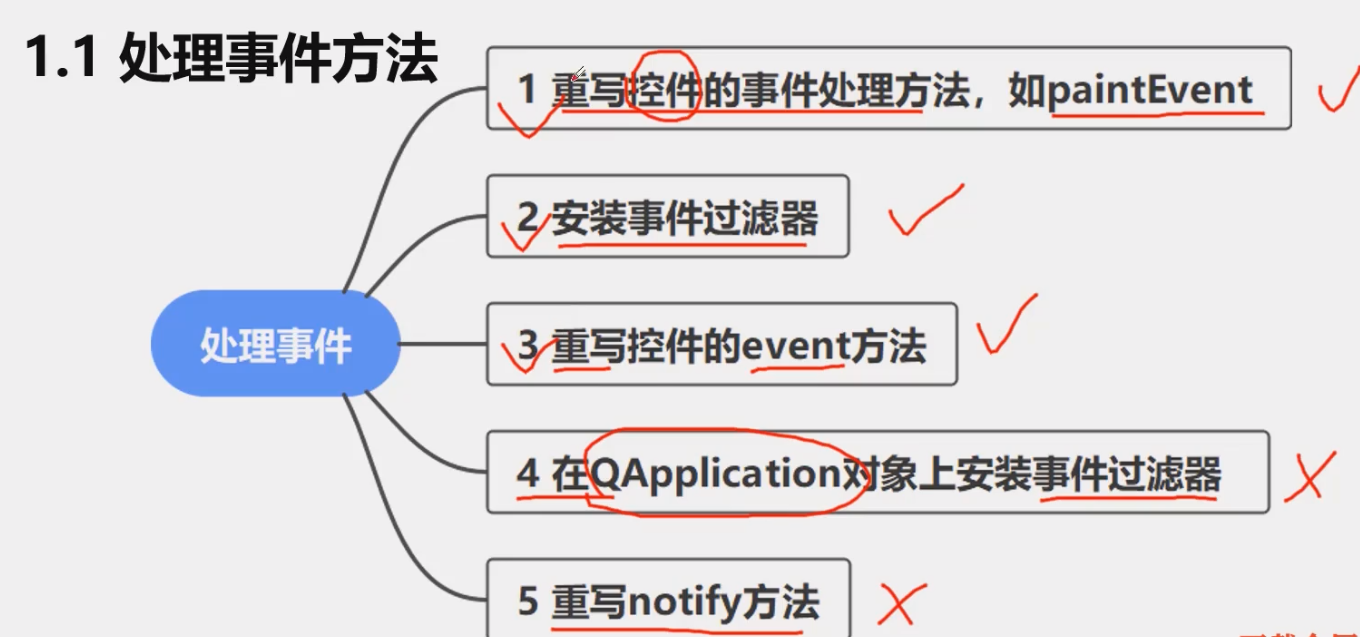 1.1 处理事件方法
1 重写控件的事件处理方法，如paintEvent
2 安装事件过滤器
处理事件
3 重写控件的event方法
4 在QApplication对象上安装事件过滤器
5 重写notify方法